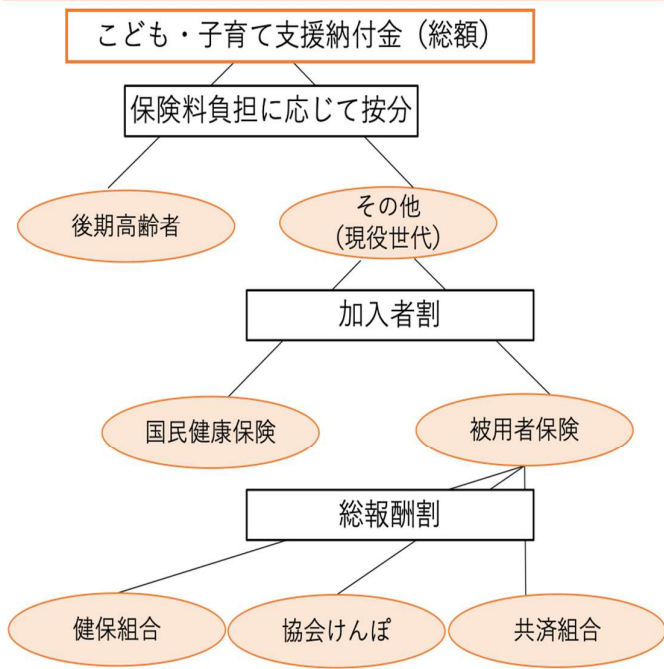 こども・子育て支援納付金（総額）
保険料負担に応じて按分
後期高齢者
その他
（現役世代）
加入者割
国民健康保険
被用者保険
総報酬割
健保組合
協会けんぽ
共済組合